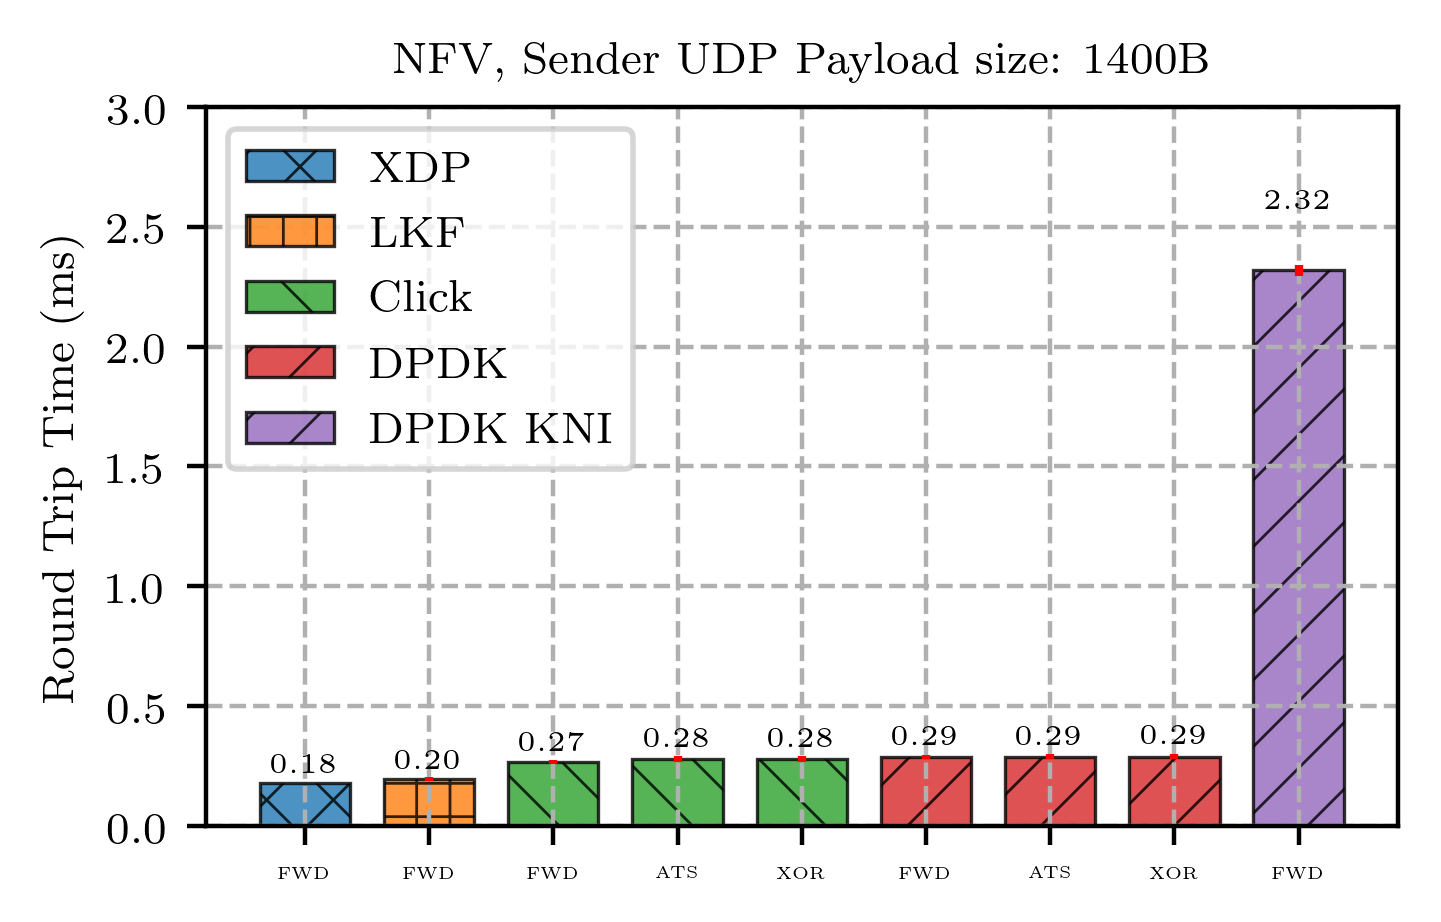 NFV, Sender UDP Payload size: 1400B
Round Trip Time (ms)
3.0
2.5
2.0
1.5
1.0
0.5
0.0
XDP
LKF
Click
DPDK
DPDK KNI
0.18
0.20
0.27
0.28
0.28
0.29
0.29
0.29
2.32
FWD FWD FWD ATS XOR FWD ATS XOR FWD